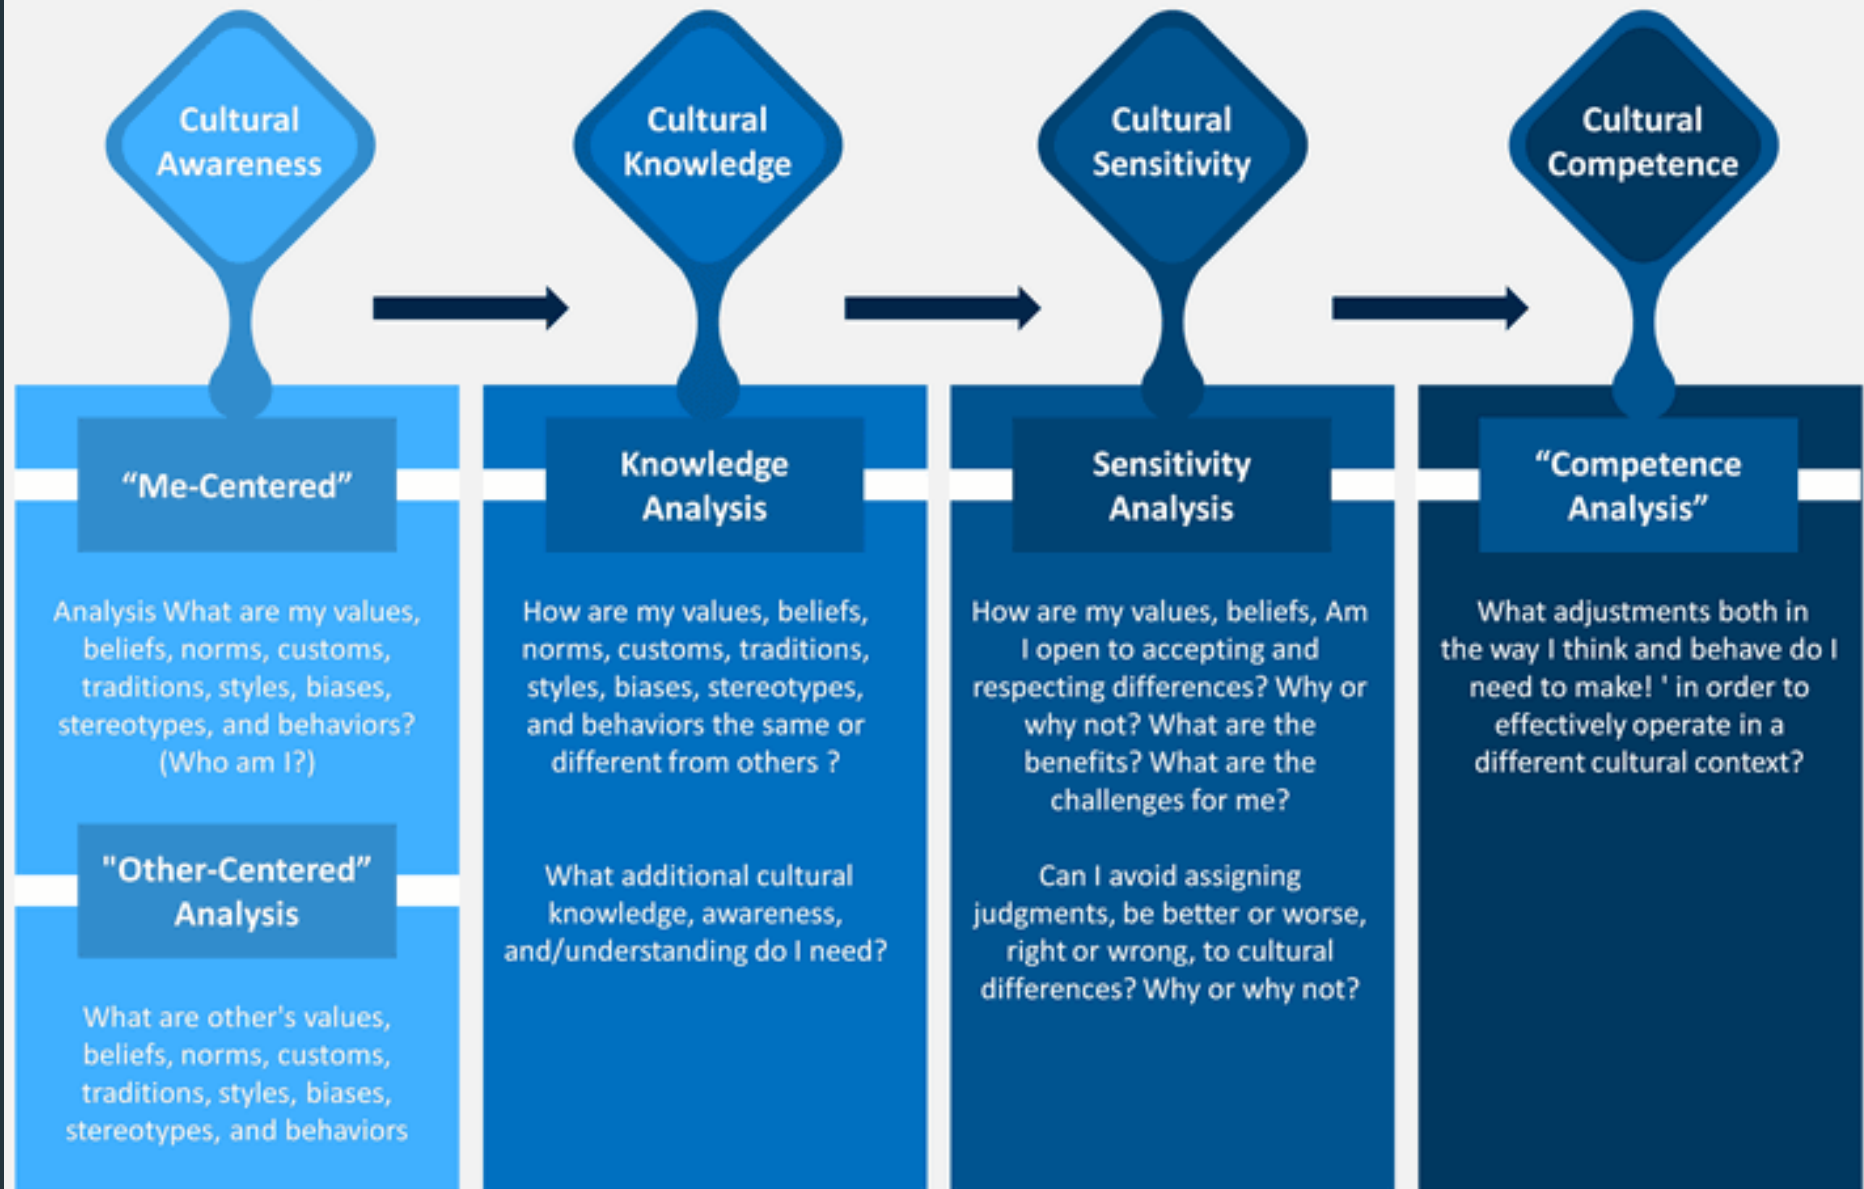 Cultural
Awareness
Cultural
Knowledge
Cultural
Sensitivity
Cultural
Competence
“Me-Centered”
Analysis What are my values,
beliefs, norms, customs,
traditions, styles, biases,
stereotypes, and behaviors?
(Who am I?)
"Other-Centered”
Analysis
What are other's values,
beliefs, norms, customs,
traditions, styles, biases,
stereotypes, and behaviors
Knowledge
Analysis
How are my values, beliefs,
norms, customs, traditions,
styles, biases, stereotypes,
and behaviors the same or
different from others ?
What additional cultural
knowledge, awareness,
and/understanding do I need?
Sensitivity
Analysis
How are my values, beliefs, Am
I open to accepting and
respecting differences? Why or
why not? What are the
benefits? What are the
challenges for me?
Can I avoid assigning
judgments, be better or worse,
right or wrong, to cultural
differences? Why or why not?
“Competence
Analysis”
What adjustments both in
the way I think and behave do I
need to make! ' in order to
effectively operate in a
different cultural context?